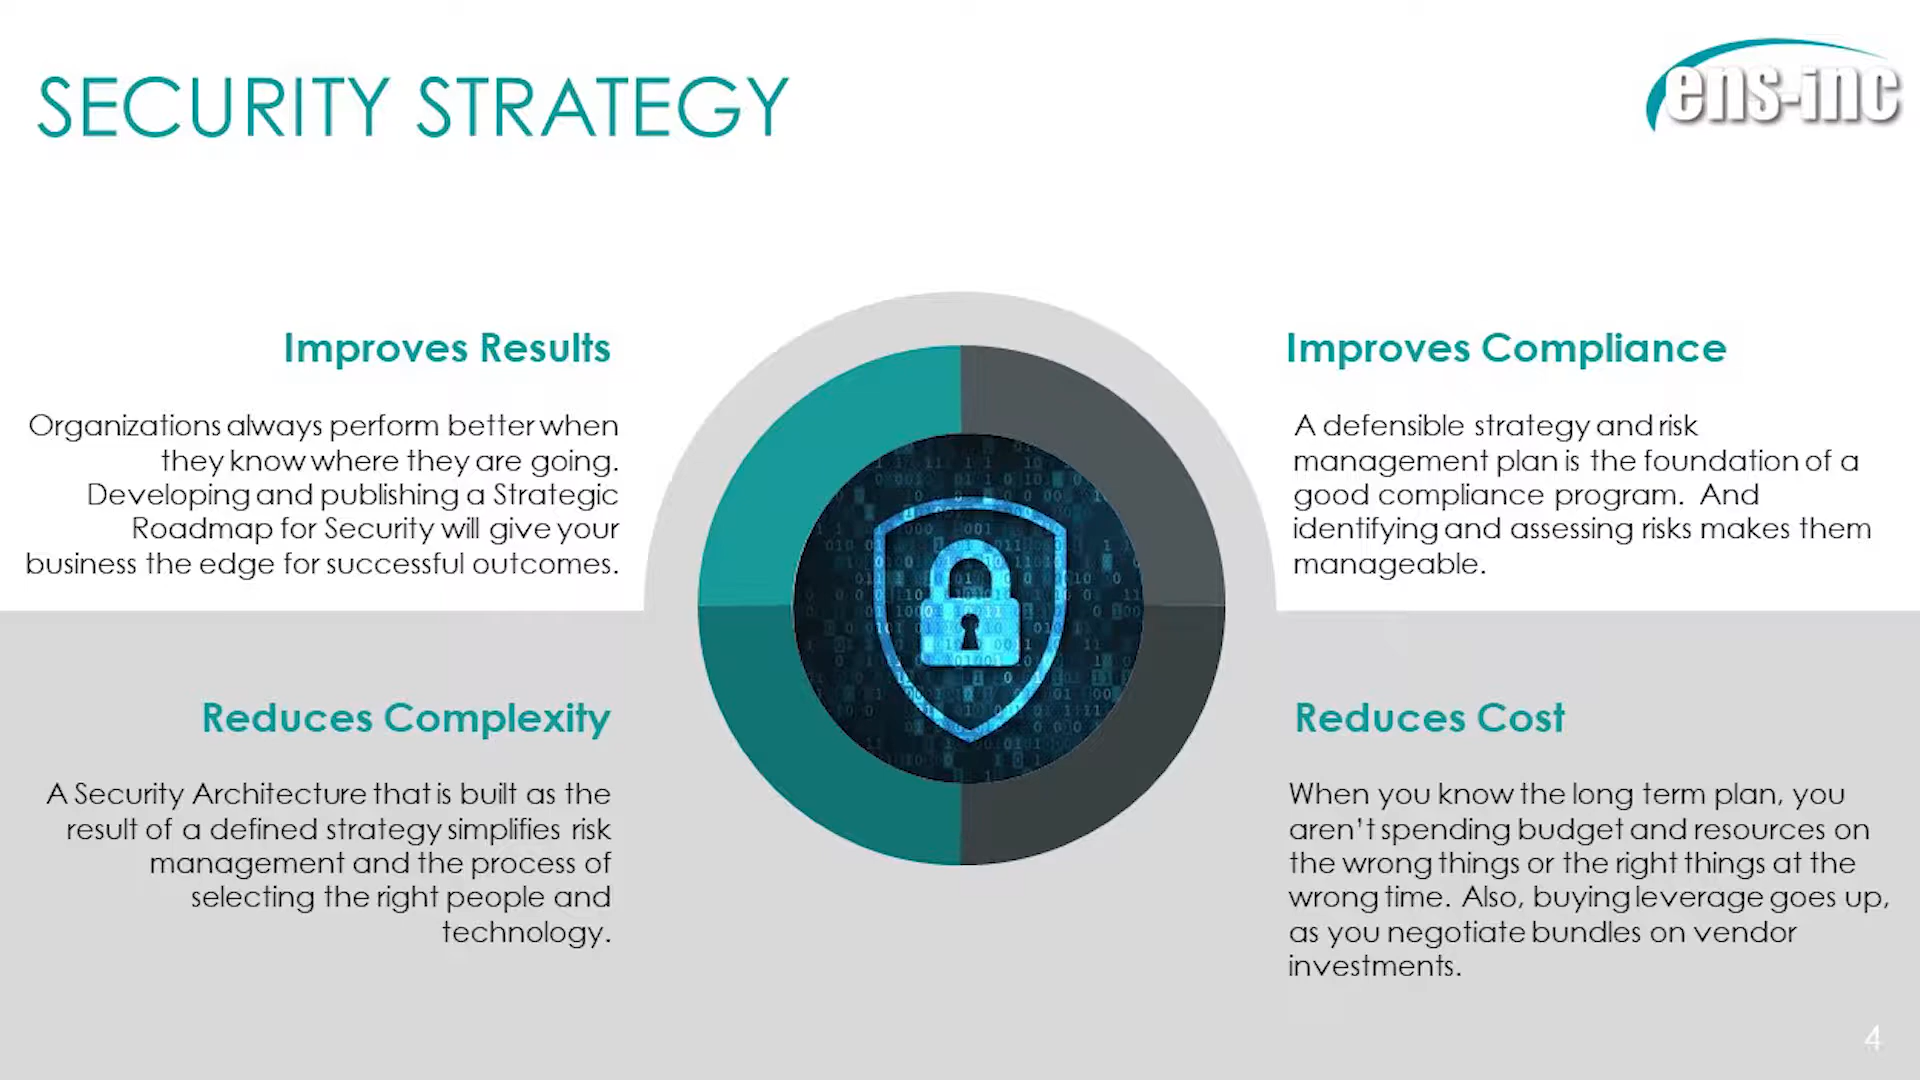 SECURITY STRATEGY
ens-inc
Improves Results
Organizations always perform better when
they know where they are going.
Developing and publishing a Strategic
Roadmap for Security will give your
business the edge for successful outcomes.
Improves Compliance
A defensible strategy and risk
management plan is the foundation of a
good compliance program. And
identifying and assessing risks makes them
manageable.
Reduces Complexity
A Security Architecture that is built as the
result of a defined strategy simplifies risk
management and the process of
selecting the right people and
technology.
Reduces Cost
When you know the long term plan, you
aren't spending budget and resources on
the wrong things or the right things at the
wrong time. Also, buying leverage goes up,
as you negotiate bundles on vendor
investments.
4